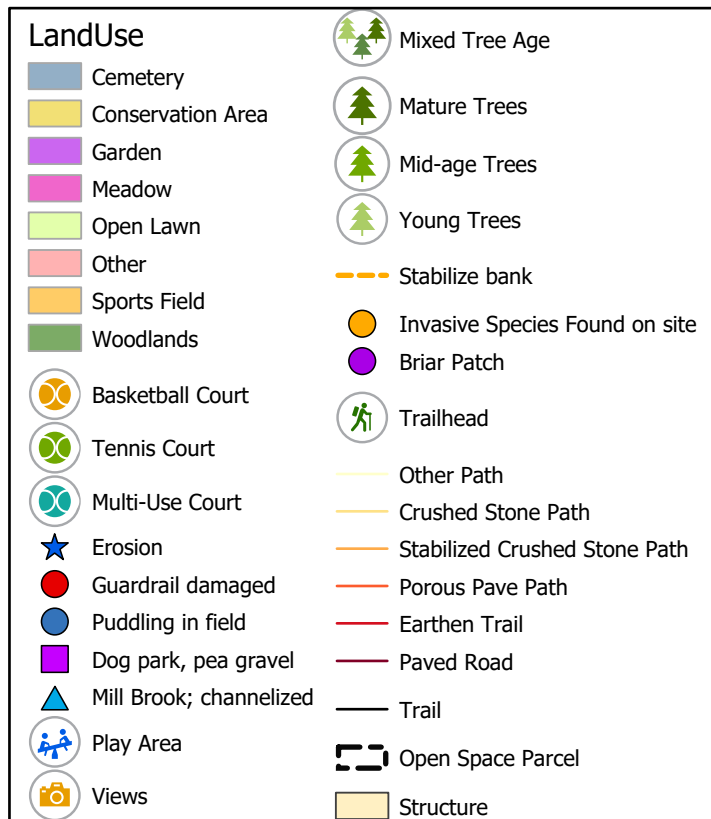 LandUse
Cemetery
Conservation Area
Garden
Meadow
Open Lawn
Other
Sports Field
Woodlands
Basketball Court
Tennis Court
Multi-Use Court
Erosion
Guardrail damaged
Puddling in field
Dog park, pea gravel
Mill Brook; channelized
Play Area
Views
Mixed Tree Age
Mature Trees
Mid-age Trees
Young Trees
Stabilize bank
Invasive Species Found on site
Briar Patch
Trailhead
Other Path
Crushed Stone Path
Stabilized Crushed Stone Path
Porous Pave Path
Earthen Trail
Paved Road
Trail
Open Space Parcel
Structure